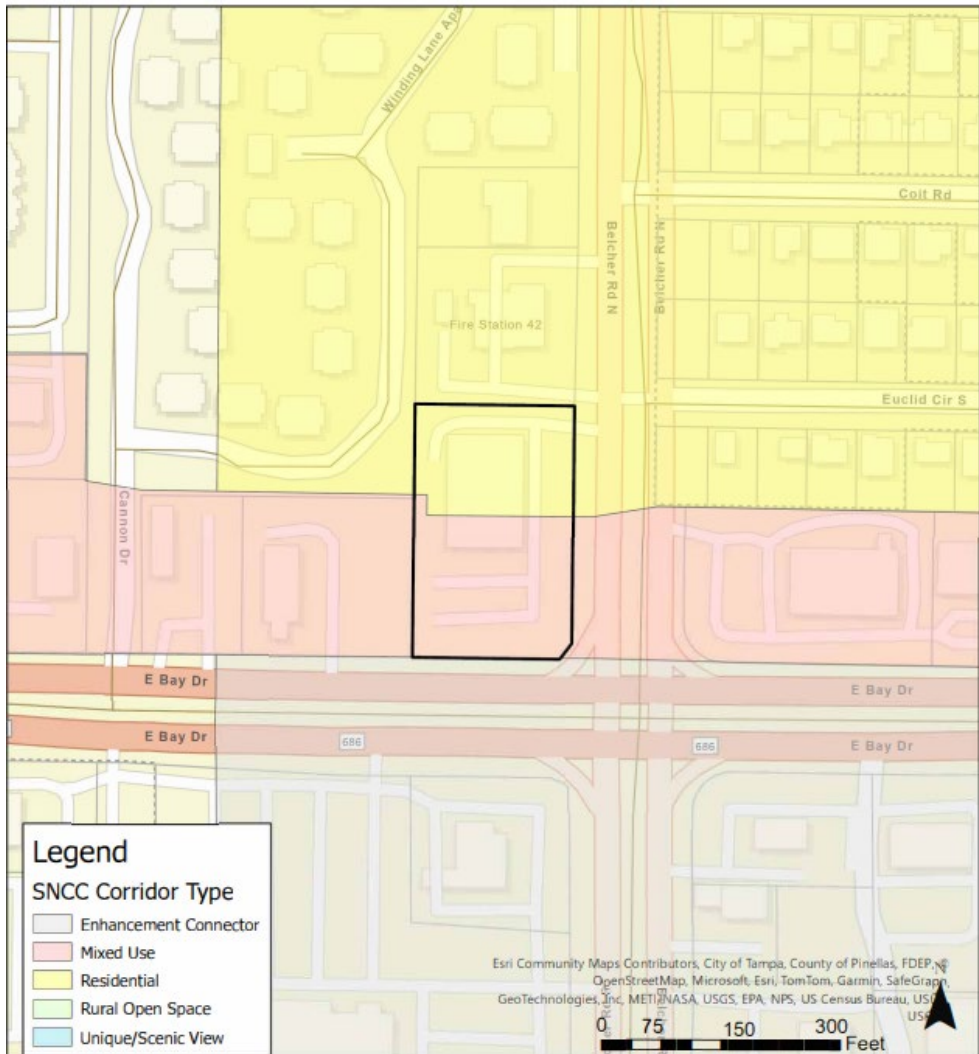 Winding Lane Apa
Coit Rd
Belcher Rd N
Belcher Rd N
Fire Station 42
Euclid Cir S
Cannon Dr
E Bay Dr
E Bay Dr
E Bay Dr
686
686
E Bay Dr
Legend
SNCC Corridor Type
Enhancement Connector
Mixed Use
Residential
Rural Open Space
Unique/Scenic View
Esri Community Maps Contributors, City of Tampa, County of Pinellas, FDEP, ©
OpenStreetMap, Microsoft, Esri, TomTom, Garmin, SafeGraph,
GeoTechnologies, Inc, METI/NASA, USGS, EPA, NPS, US Census Bureau,
N
0 75 150 300
Feet